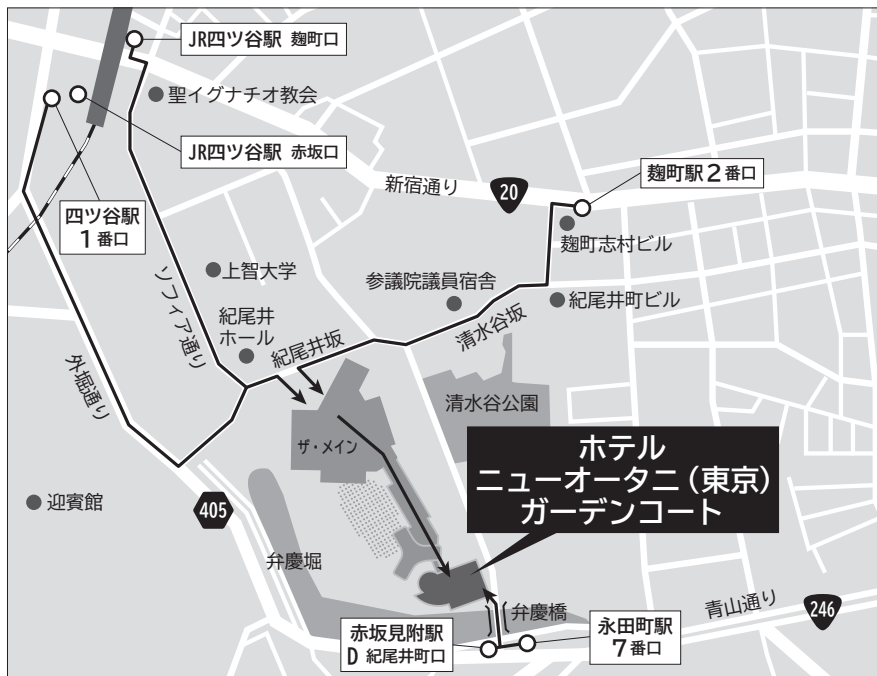 JR四ツ谷駅 麹町口
聖イグナチオ教会
JR四ツ谷駅 赤坂口
新宿通り
20
麹町駅2番口
四ツ谷駅
1番口
麹町志村ビル
上智大学
参議院議員宿舎
紀尾井町ビル
ソフィア通り
紀尾井
ホール
紀尾井坂
清水谷坂
外堀通り
清水谷公園
ザ・メイン
ホテル
ニューオータニ(東京)
ガーデンコート
迎賓館
405
弁慶堀
弁慶橋
青山通り
246
赤坂見附駅
D 紀尾井町口
永田町駅
7番口